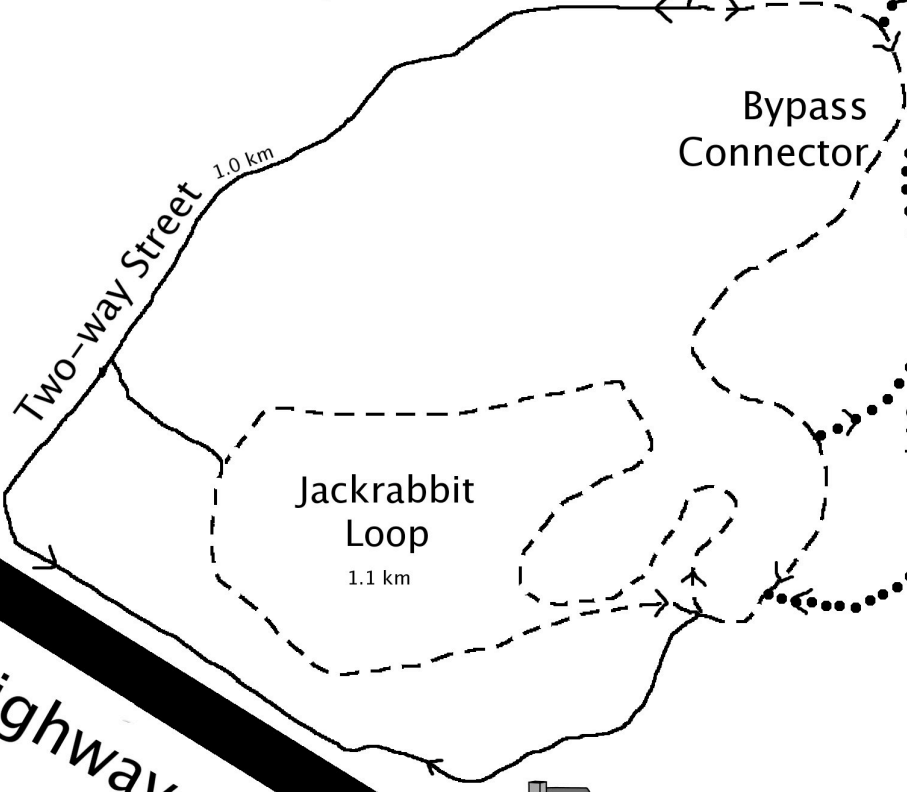 Bypass
Connector
1.0 km
Two-way Street
Jackrabbit
Loop
1.1 km
ighway